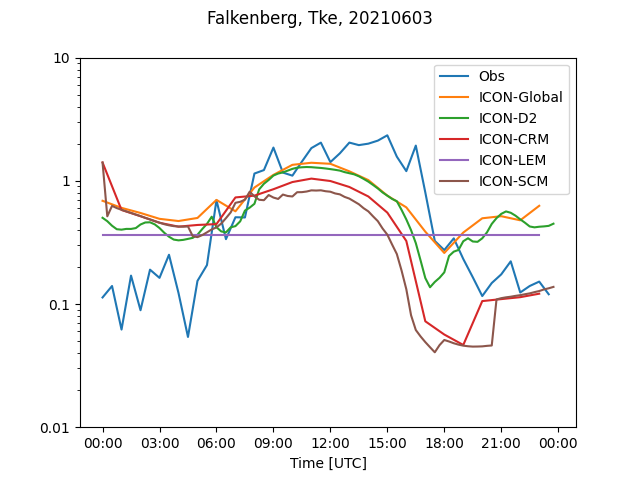 Falkenberg, Tke, 20210603
10
1
0.1
0.01
Obs
ICON-Global
ICON-D2
ICON-CRM
ICON-LEM
ICON-SCM
00:00 03:00 06:00 09:00 12:00 15:00 18:00 21:00 00:00
Time [UTC]